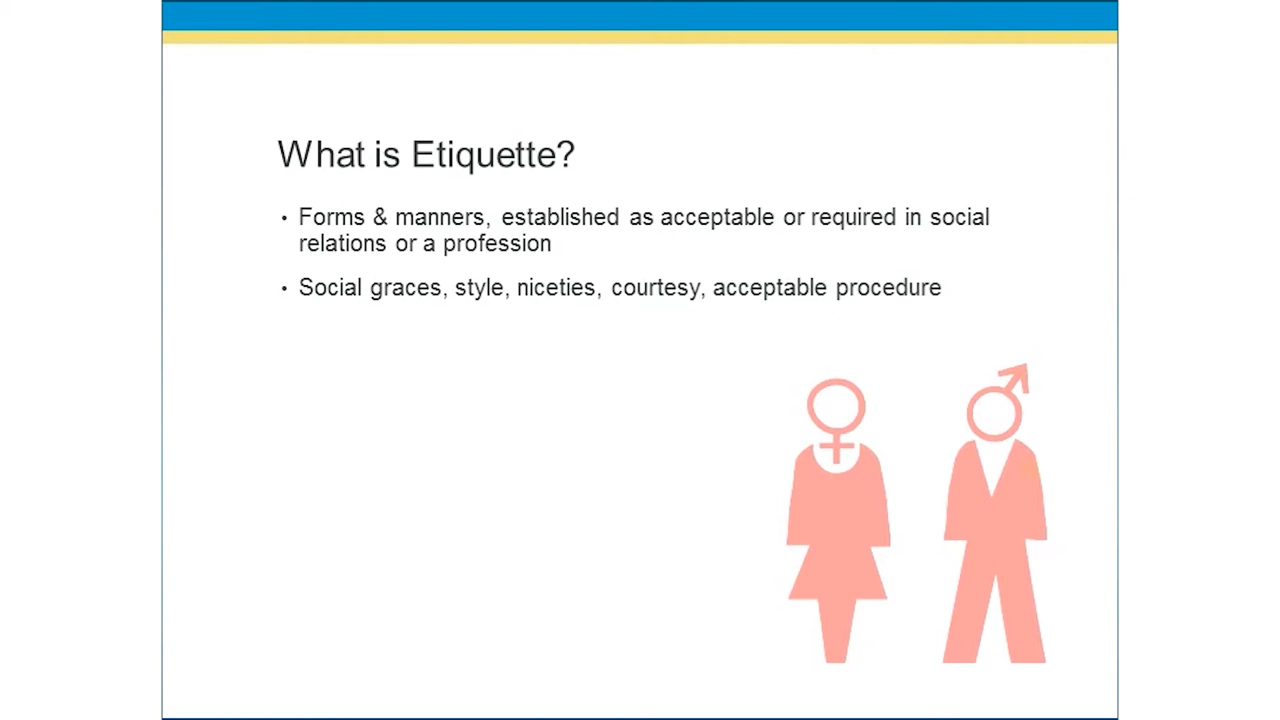 What is Etiquette?
• Forms & manners, established as acceptable or required in social
relations or a profession
• Social graces, style, niceties, courtesy, acceptable procedure